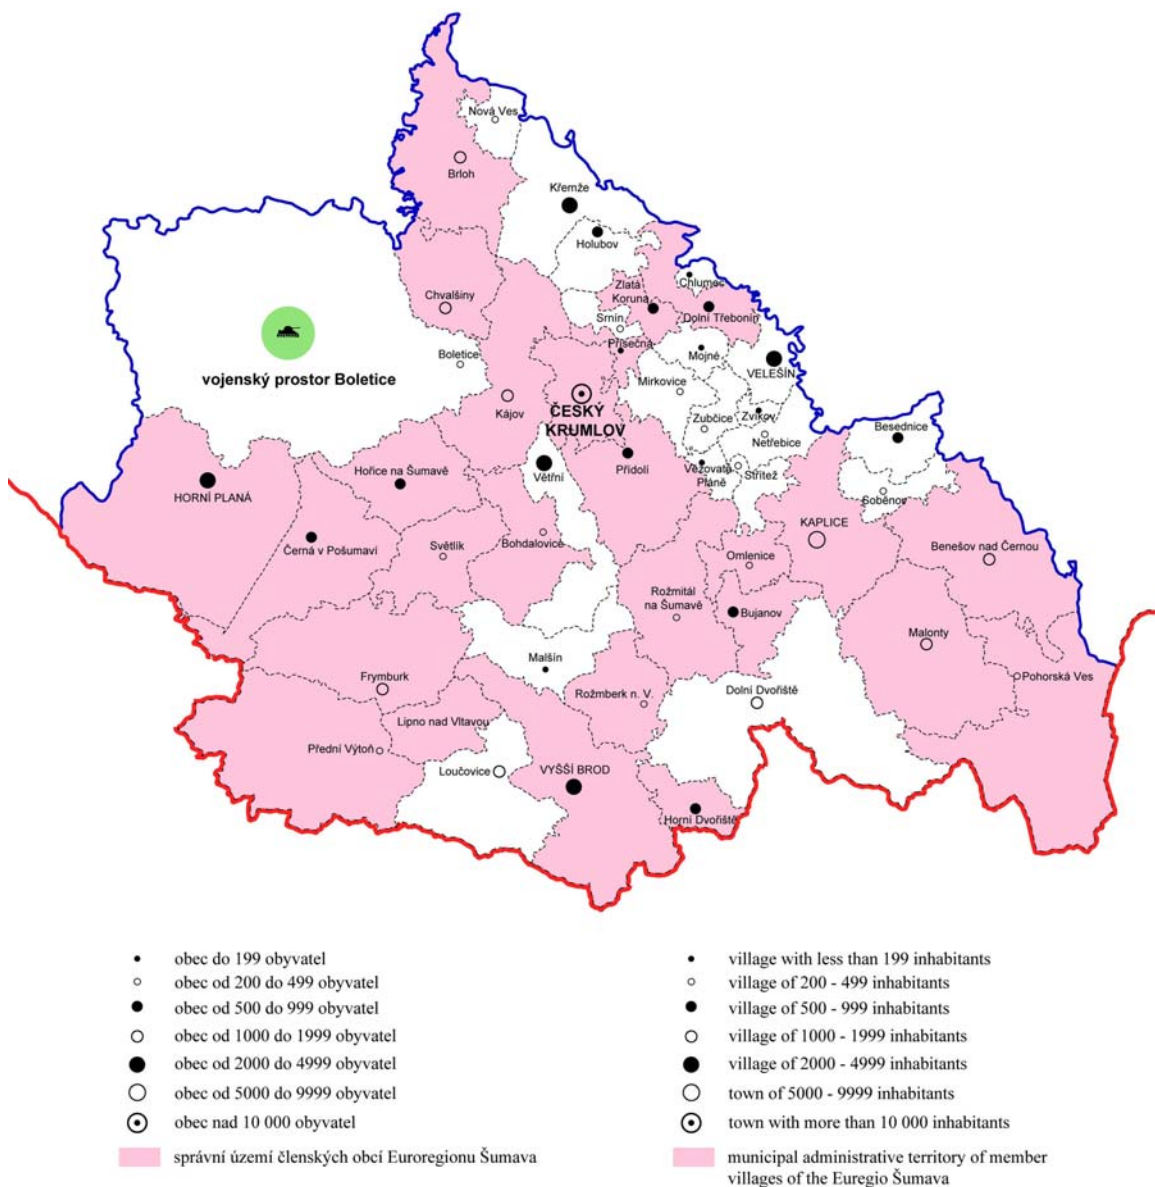 Nová Ves
Brloh
Křemže
Holubov
Chlumec
Zlatá
Koruna
Dolní Třebonín
Chvalšiny
Srnín
Přísečná
Mojné
Boletice
VELEŠÍN
vojenský prostor Boletice
Mirkovice
Kájov
ČESKÝ
KRUMLOV
Zubčice
Zvíkov
Netřebice
Besednice
Hořice na Šumavě
Větřní
Přídolí
Věžovatá
Pláně
Střítež
HORNÍ PLANÁ
Soběnov
KAPLICE
Černá v Pošumaví
Světlík
Bohdalovice
Benešov nad Černou
Omlenice
Rožmitál
na Šumavě
Bujanov
Malonty
Malšín
Frymburk
Pohorská Ves
Rožmberk n. V.
Dolní Dvořiště
Lipno nad Vltavou
Přední Výtoň
Loučovice
VYŠŠÍ BROD
Horní Dvořiště
obec do 199 obyvatel
obec od 200 do 499 obyvatel
obec od 500 do 999 obyvatel
obec od 1000 do 1999 obyvatel
obec od 2000 do 4999 obyvatel
obec od 5000 do 9999 obyvatel
obec nad 10 000 obyvatel
správní území členských obcí Euroregionu Šumava
village with less than 199 inhabitants
village of 200 - 499 inhabitants
village of 500 - 999 inhabitants
village of 1000 - 1999 inhabitants
village of 2000 - 4999 inhabitants
town of 5000 - 9999 inhabitants
town with more than 10 000 inhabitants
municipal administrative territory of member
villages of the Euregio Šumava